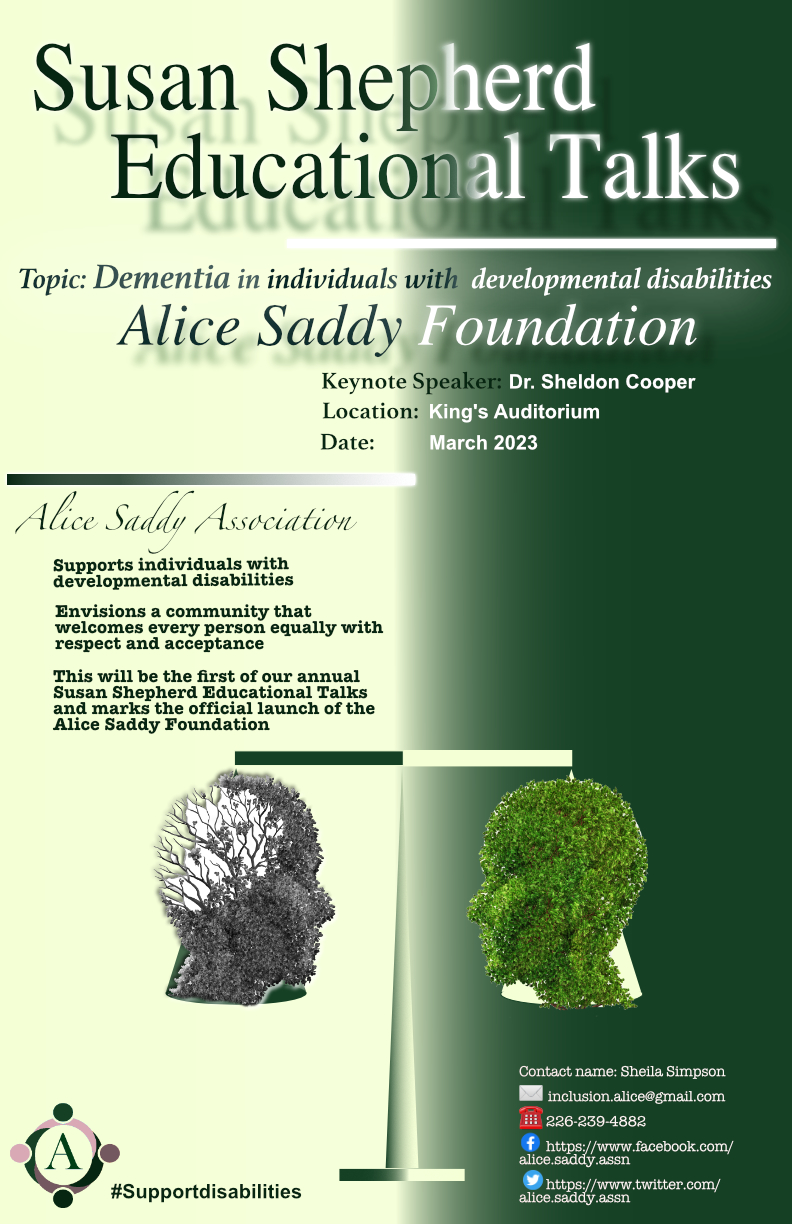 Susan Shepherd
Educational Talks
Topic: Dementia in individuals with developmental disabilities
Alice Saddy Foundation
Keynote Speaker: Dr. Sheldon Cooper
Location: King's Auditorium
Date: March 2023
Alice Saddy Association
Supports individuals with
developmental disabilities
Envisions a community that
welcomes every person equally with
respect and acceptance
This will be the first of our annual
Susan Shepherd Educational Talks
and marks the official launch of the
Alice Saddy Foundation
Contact name: Sheila Simpson
inclusion.alice@gmail.com
226-239-4882
https://www.facebook.com/
alice.saddy.assn
https://www.twitter.com/
alice.saddy.assn
A
#Supportdisabilities